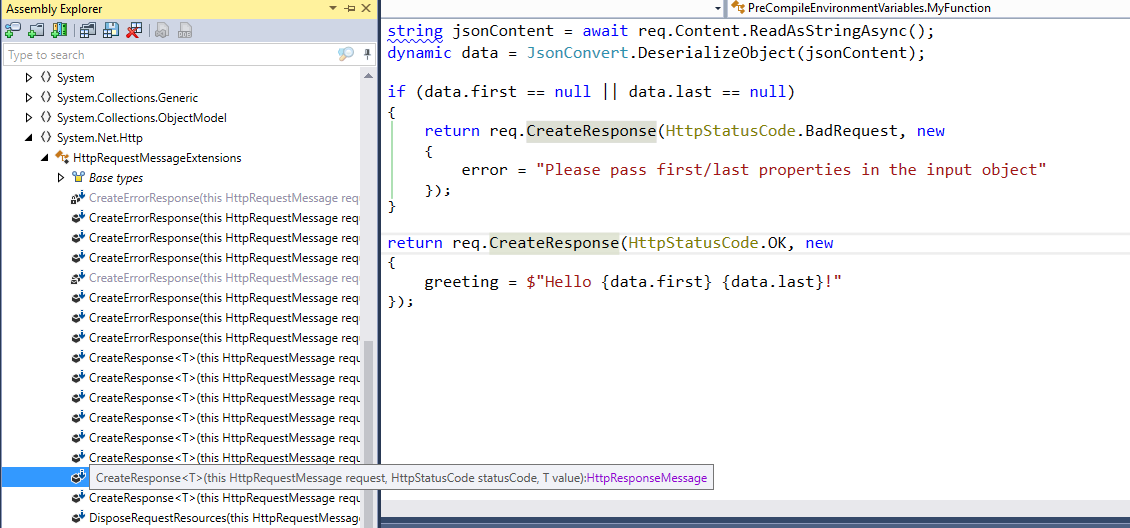 Assembly Explorer
Type to search
System
System.Collections.Generic
System.Collections.ObjectModel
System.Net.Http
HttpRequestMessageExtensions
Base types
CreateErrorResponse(this HttpRequestMessage requ
CreateErrorResponse(this HttpRequestMessage requ
CreateErrorResponse(this HttpRequestMessage requ
CreateErrorResponse(this HttpRequestMessage requ
CreateErrorResponse(this HttpRequestMessage requ
CreateErrorResponse(this HttpRequestMessage requ
CreateErrorResponse(this HttpRequestMessage requ
CreateErrorResponse(this HttpRequestMessage requ
CreateResponse<T>(this HttpRequestMessage requ
CreateResponse<T>(this HttpRequestMessage requ
CreateResponse<T>(this HttpRequestMessage requ
CreateResponse<T>(this HttpRequestMessage requ
CreateResponse<T>(this HttpRequestMessage requ
CreateResponse<T>(this HttpRequestMessage requ
CreateResponse<T>(this HttpRequestMessage request, HttpStatusCode statusCode, T value):HttpResponseMessage
CreateResponse<T>(this HttpRequestMessage requ
DisposeRequestResources(this HttpRequestMessage
PreCompileEnvironmentVariables.MyFunction
string jsonContent = await req.Content.ReadAsStringAsync();
dynamic data = JsonConvert.DeserializeObject(jsonContent);
if (data.first == null || data.last == null)
{
return req.CreateResponse(HttpStatusCode.BadRequest, new
{
error = "Please pass first/last properties in the input object"
});
}
return req.CreateResponse(HttpStatusCode.OK, new
{
greeting = $"Hello {data.first} {data.last}!"
});